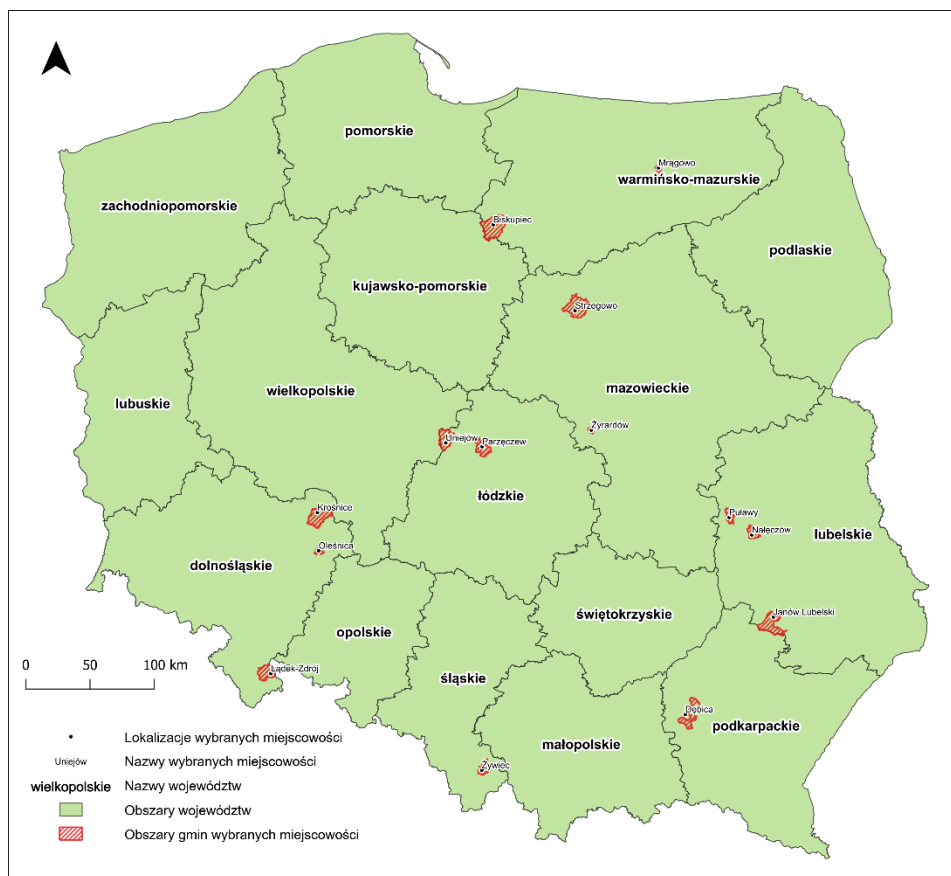 pomorskie
Mrągowo
warmińsko-mazurskie
zachodniopomorskie
Biskupiec
podlaskie
kujawsko-pomorskie
Strzegowo
wielkopolskie
mazowieckie
lubuskie
Żyrardów
Uniejów
Parzęczew
łódzkie
Krośnice
Puławy
Nałęczów
lubelskie
Oleśnica
dolnośląskie
świętokrzyskie
Janów Lubelski
opolskie
0 50 100 km
Lądek-Zdrój
śląskie
Dębica
podkarpackie
małopolskie
Żywiec
Lokalizacje wybranych miejscowości
Uniejów Nazwy wybranych miejscowości
wielkopolskie Nazwy województw
Obszary województw
Obszary gmin wybranych miejscowości